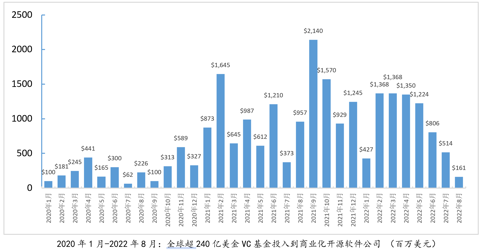 2500
2000
1500
1000
500
0
$100
$181
$245
$441
$165
$300
$62
$226
$100
$313
$589
$327
$873
$1,645
$645
$987
$612
$1,210
$373
$957
$2,140
$1,570
$929
$1,245
$427
$1,368
$1,368
$1,350
$1,224
$806
$514
$161
2020年1月
2020年2月
2020年3月
2020年4月
2020年5月
2020年6月
2020年7月
2020年8月
2020年9月
2020年10月
2020年11月
2020年12月
2021年1月
2021年2月
2021年3月
2021年4月
2021年5月
2021年6月
2021年7月
2021年8月
2021年9月
2021年10月
2021年11月
2021年12月
2022年1月
2022年2月
2022年3月
2022年4月
2022年5月
2022年6月
2022年7月
2022年8月
2020年1月-2022年8月：全球超240亿美金VC基金投入到商业化开源软件公司 （百万美元）